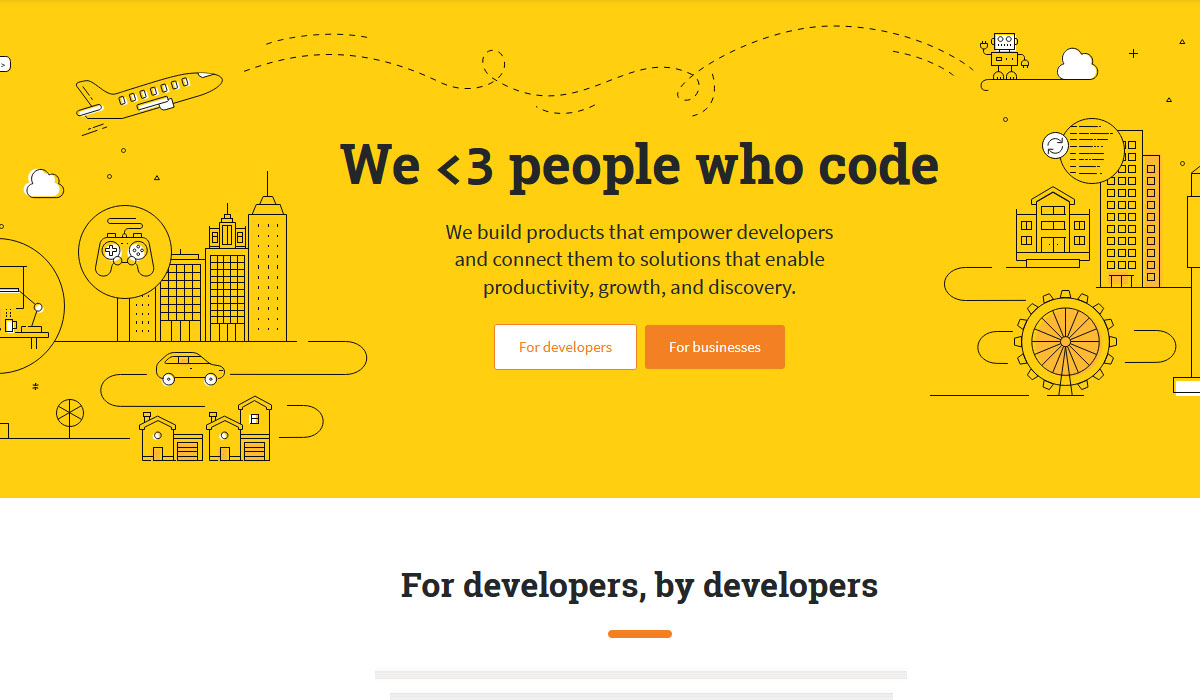 We <3 people who code
We build products that empower developers
and connect them to solutions that enable
productivity, growth, and discovery.
For developers
For businesses
For developers, by developers